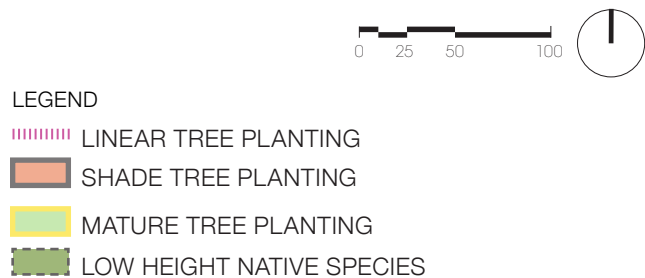 0 25 50 100
LEGEND
LINEAR TREE PLANTING
SHADE TREE PLANTING
MATURE TREE PLANTING
LOW HEIGHT NATIVE SPECIES